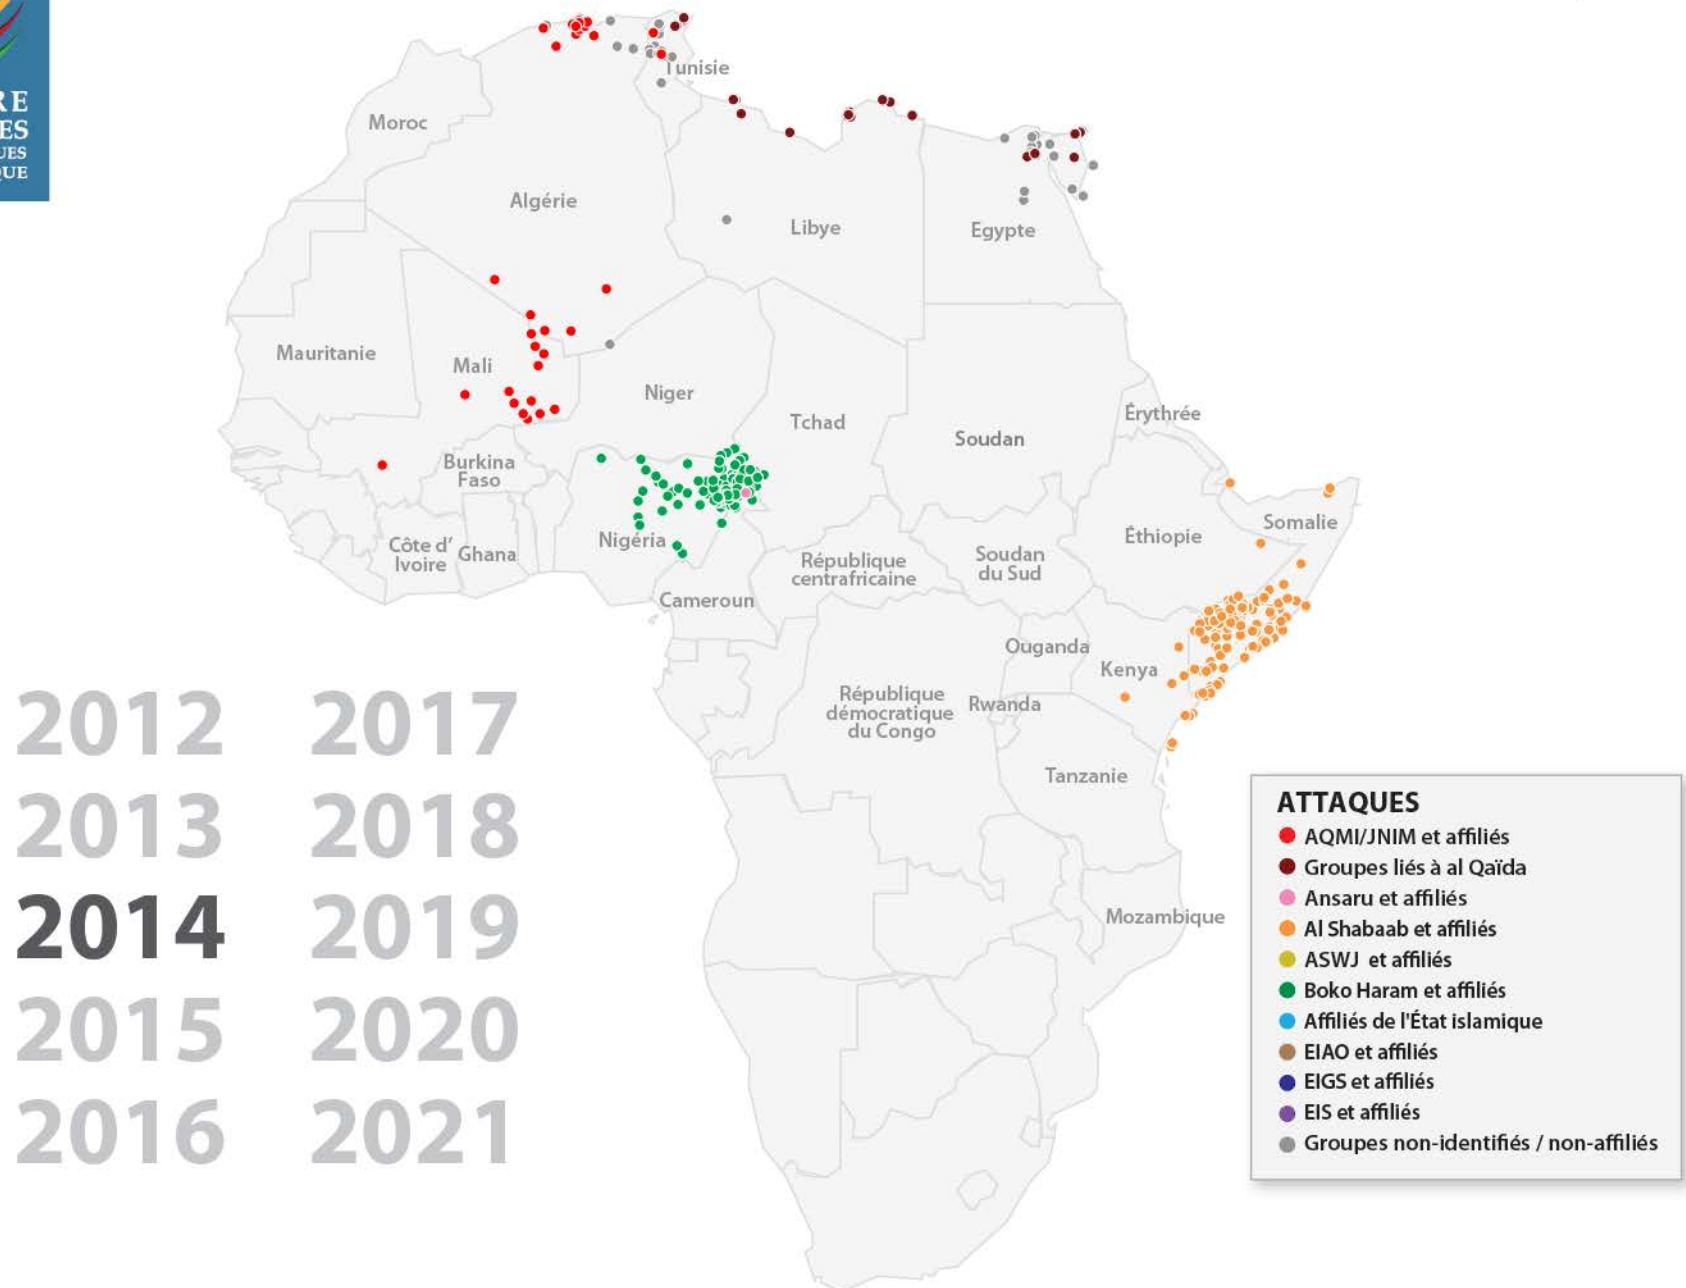 RE
ES
UES
QUE
Tunisie
Moroc
Algérie
Libye
Egypte
Mauritanie
Mali
Niger
Tchad
Soudan
Érythrée
Burkina
Faso
Nigéria
Côte d'
Ivoire
Ghana
Cameroun
République
centrafricaine
Soudan
du Sud
Éthiopie
Somalie
Ouganda
Kenya
République
démocratique
du Congo
Rwanda
Tanzanie
Mozambique
2012 2017
2013 2018
2014 2019
2015 2020
2016 2021
ATTAQUES
AQMI/JNIM et affiliés
Groupes liés à al Qaïda
Ansaru et affiliés
Al Shabaab et affiliés
ASWJ et affiliés
Boko Haram et affiliés
Affiliés de l'État islamique
EIAO et affiliés
EIGS et affiliés
EIS et affiliés
Groupes non-identifiés / non-affiliés